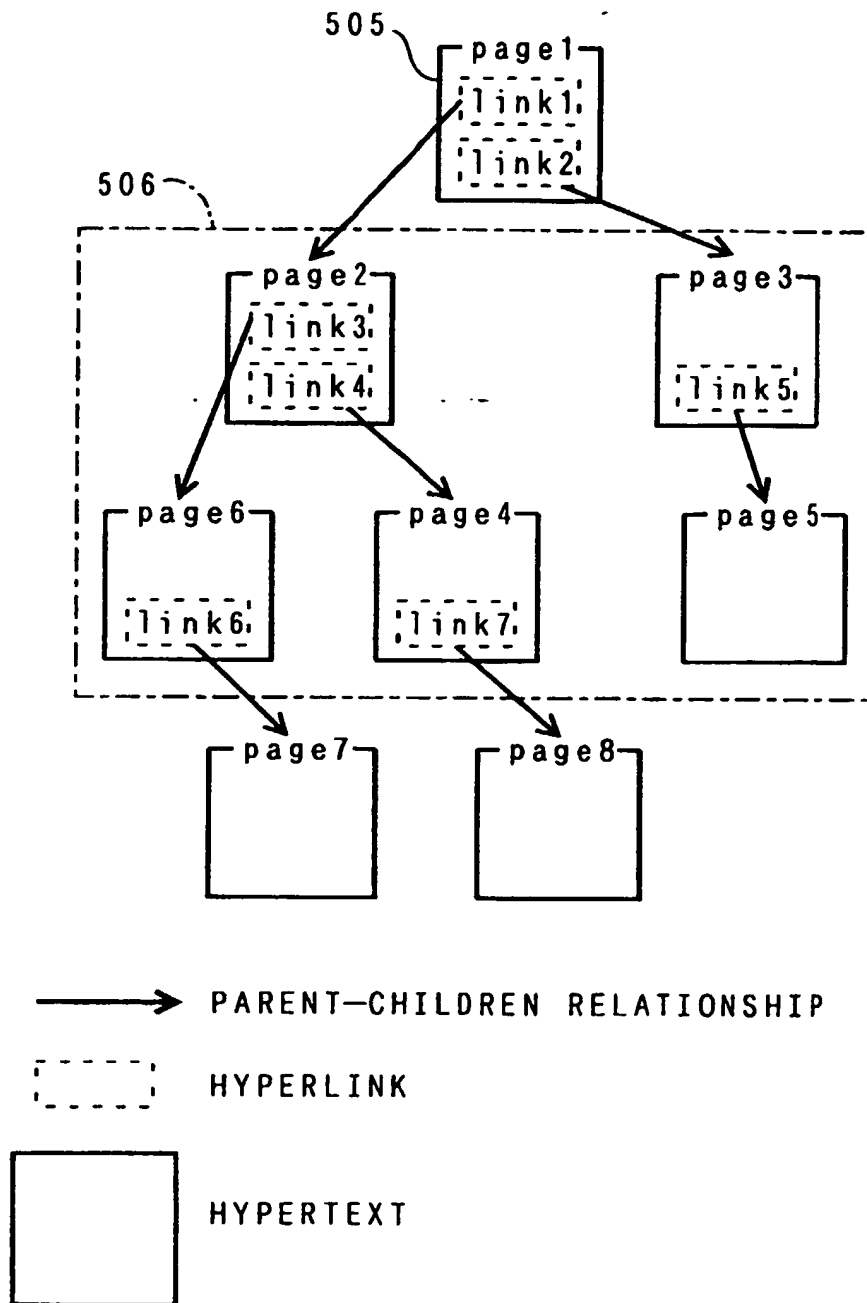 505
page1
link1
link2
506
page2
page3
link3
link4
link5
page6
page4
page5
link6
link7
page7
page8
PARENT—CHILDREN RELATIONSHIP
HYPERLINK
HYPERTEXT